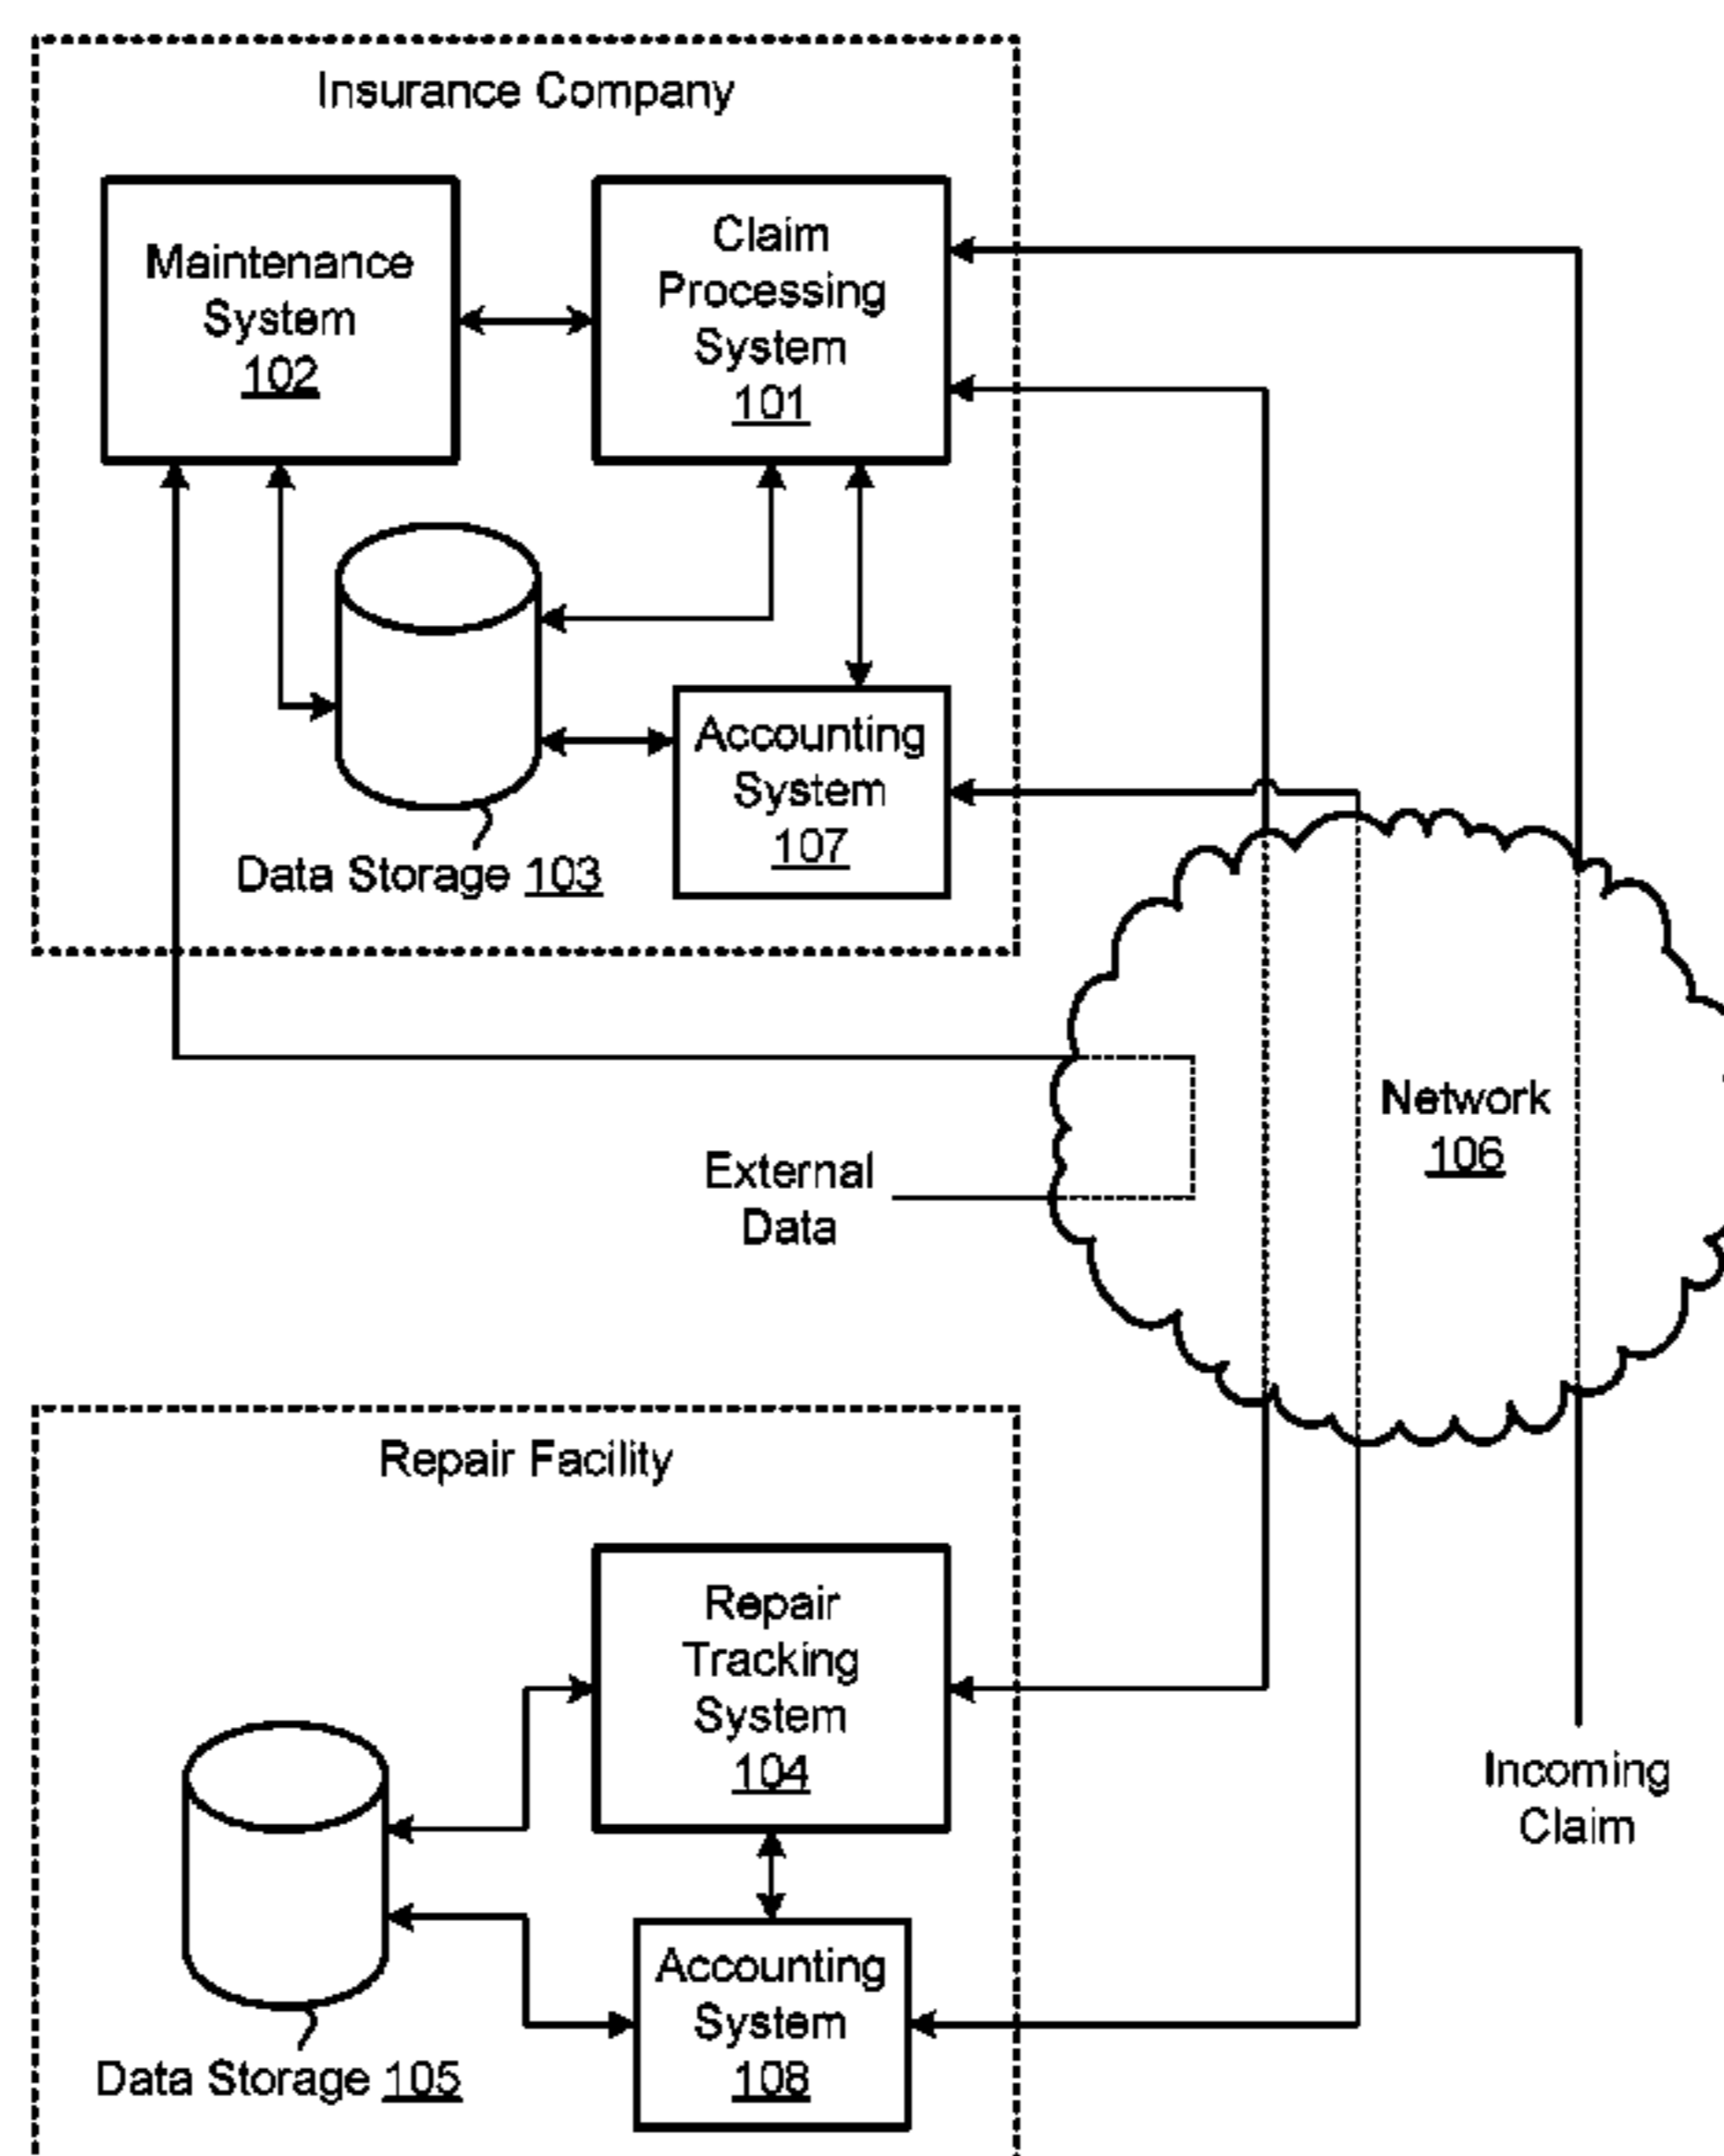 Insurance Company
Maintenance
System
102
Claim
Processing
System
101
Accounting
System
107
Data Storage 103
Network
106
External
Data
Repair Facility
Repair
Tracking
System
104
Incoming
Claim
Accounting
System
108
Data Storage 105